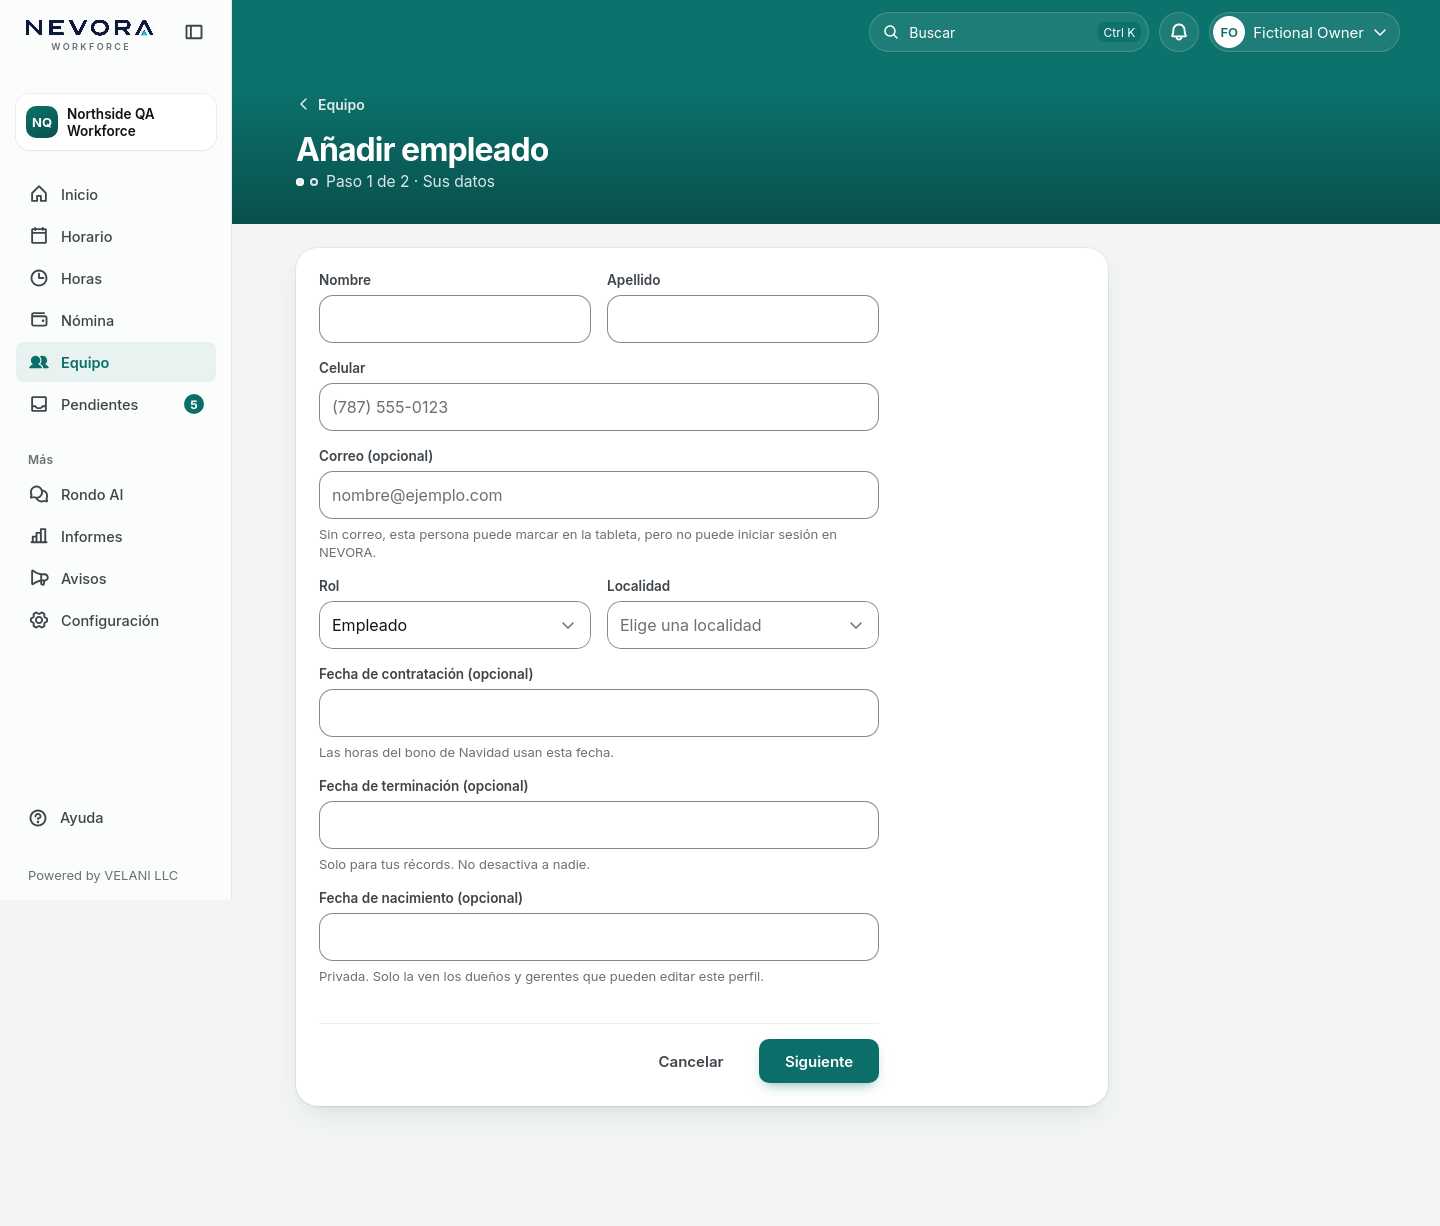 NEVORA
WORKFORCE
Buscar
Ctrl K
FO
Fictional Owner
NQ
Northside QA
Workforce
Inicio
Horario
Horas
Nómina
Equipo
Pendientes
5
Más
Rondo AI
Informes
Avisos
Configuración
Ayuda
Powered by VELANI LLC
Equipo
Añadir empleado
Paso 1 de 2 · Sus datos
Nombre
Apellido
Celular
(787) 555-0123
Correo (opcional)
nombre@ejemplo.com
Sin correo, esta persona puede marcar en la tableta, pero no puede iniciar sesión en
NEVORA.
Rol
Localidad
Empleado
Elige una localidad
Fecha de contratación (opcional)
Las horas del bono de Navidad usan esta fecha.
Fecha de terminación (opcional)
Solo para tus récords. No desactiva a nadie.
Fecha de nacimiento (opcional)
Privada. Solo la ven los dueños y gerentes que pueden editar este perfil.
Cancelar
Siguiente